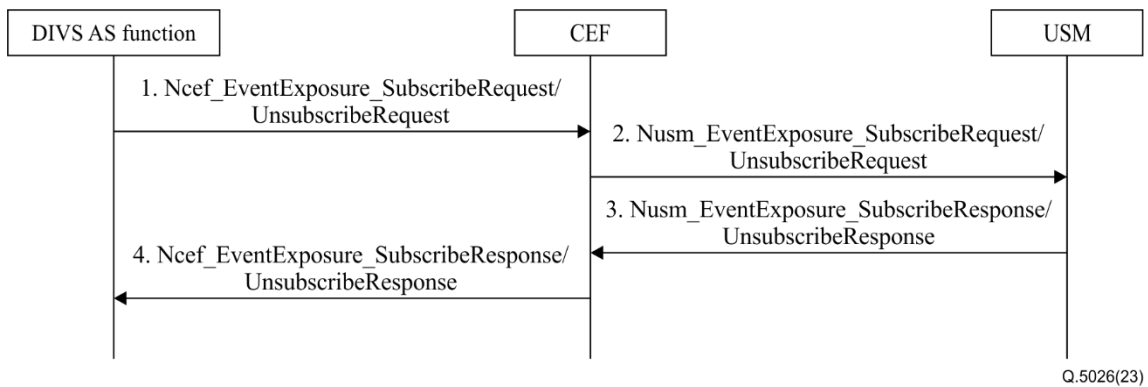 DIVS AS function
CEF
USM
1. Ncef_EventExposure_SubscribeRequest/
UnsubscribeRequest
2. Nusm_EventExposure_SubscribeRequest/
UnsubscribeRequest
3. Nusm_EventExposure_SubscribeResponse/
UnsubscribeResponse
4. Ncef_EventExposure_SubscribeResponse/
UnsubscribeResponse
Q.5026(23)